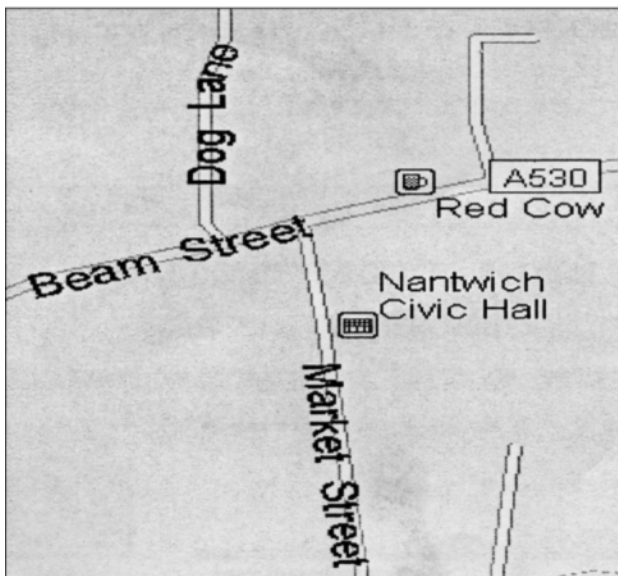 Dog Lane
A530
Red Cow
Beam Street
Nantwich
Civic Hall
Market Street